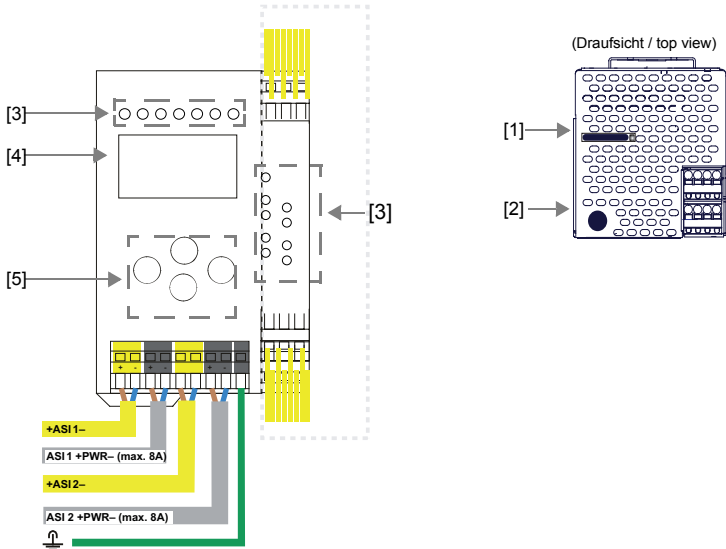 (Draufsicht / top view)
[3]
[4]
[5]
[3]
[1]
[2]
+ - + - + -
+ASI 1–
ASI 1 +PWR– (max. 8A)
+ASI 2–
ASI 2 +PWR– (max. 8A)